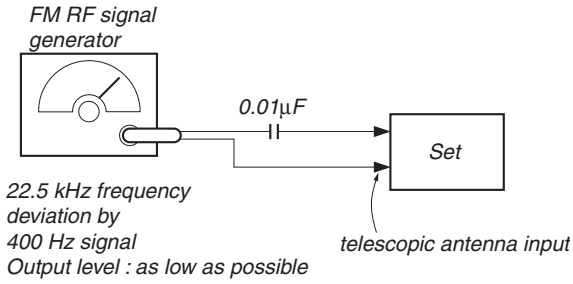 FM RF signal
generator
0.01µF
Set
22.5 kHz frequency
deviation by
400 Hz signal
Output level : as low as possible
telescopic antenna input